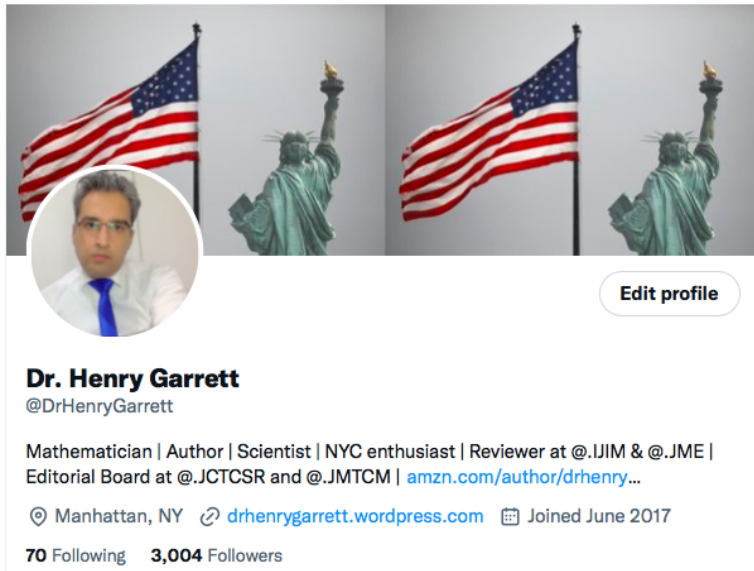 Edit profile
Dr. Henry Garrett
@DrHenryGarrett
Mathematician | Author | Scientist | NYC enthusiast | Reviewer at @.IJIM & @.JME |
Editorial Board at @.JCTCSR and @.JMTCM | amzn.com/author/drhenry...
Manhattan, NY drhenrygarrett.wordpress.com Joined June 2017
70 Following 3,004 Followers